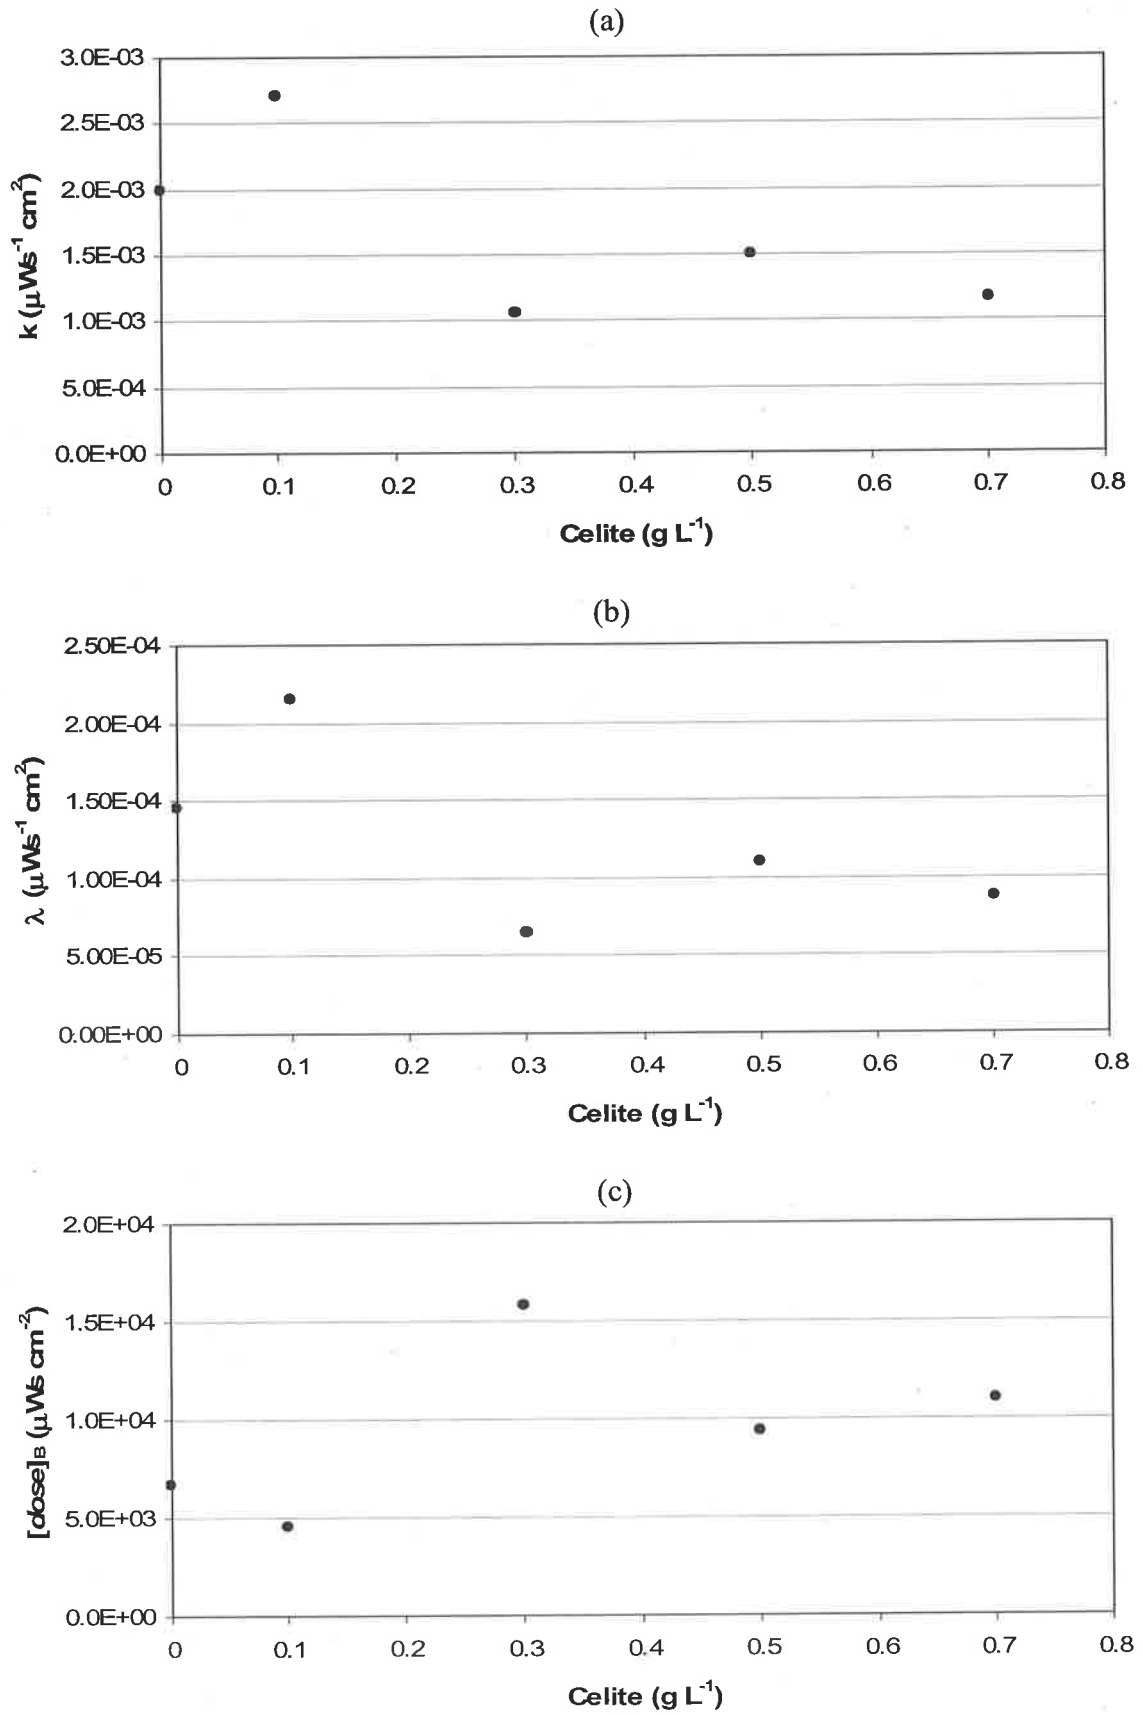 (a)
3.0E-03
2.5E-03
2.0E-03
1.5E-03
1.0E-03
5.0E-04
0.0E+00
k (μWs⁻¹ cm²)
0 0.1 0.2 0.3 0.4 0.5 0.6 0.7 0.8
Celite (g L⁻¹)
(b)
2.50E-04
2.00E-04
1.50E-04
1.00E-04
5.00E-05
0.00E+00
λ (μWs⁻¹ cm²)
0 0.1 0.2 0.3 0.4 0.5 0.6 0.7 0.8
Celite (g L⁻¹)
(c)
2.0E+04
1.5E+04
1.0E+04
5.0E+03
0.0E+00
[dose]B (μWs cm⁻²)
0 0.1 0.2 0.3 0.4 0.5 0.6 0.7 0.8
Celite (g L⁻¹)